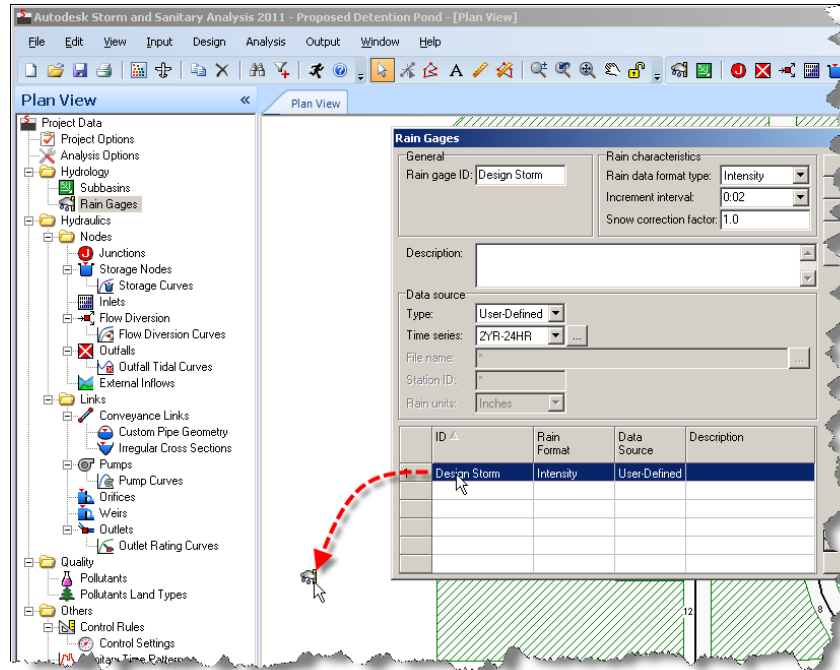 Autodesk Storm and Sanitary Analysis 2011 - Proposed Detention Pond - [Plan View]
File Edit View Input Design Analysis Output Window Help
Plan View «
Plan View
Project Data
Project Options
Analysis Options
Hydrology
Subbasins
Rain Gages
Hydraulics
Nodes
Junctions
Storage Nodes
Storage Curves
Inlets
Flow Diversion
Flow Diversion Curves
Outfalls
Outfall Tidal Curves
External Inflows
Links
Conveyance Links
Custom Pipe Geometry
Irregular Cross Sections
Pumps
Pump Curves
Orifices
Weirs
Outlets
Outlet Rating Curves
Quality
Pollutants
Pollutants Land Types
Others
Control Rules
Control Settings
Time Patterns
Rain Gages
General
Rain gage ID: Design Storm
Rain characteristics
Rain data format type: Intensity
Increment interval: 0:02
Snow correction factor: 1.0
Description:
Data source
Type: User-Defined
Time series: 2YR-24HR ...
File name: * ...
Station ID: *
Rain units: Inches
ID Rain Format Data Source Description
1 Design Storm Intensity User-Defined
12
8